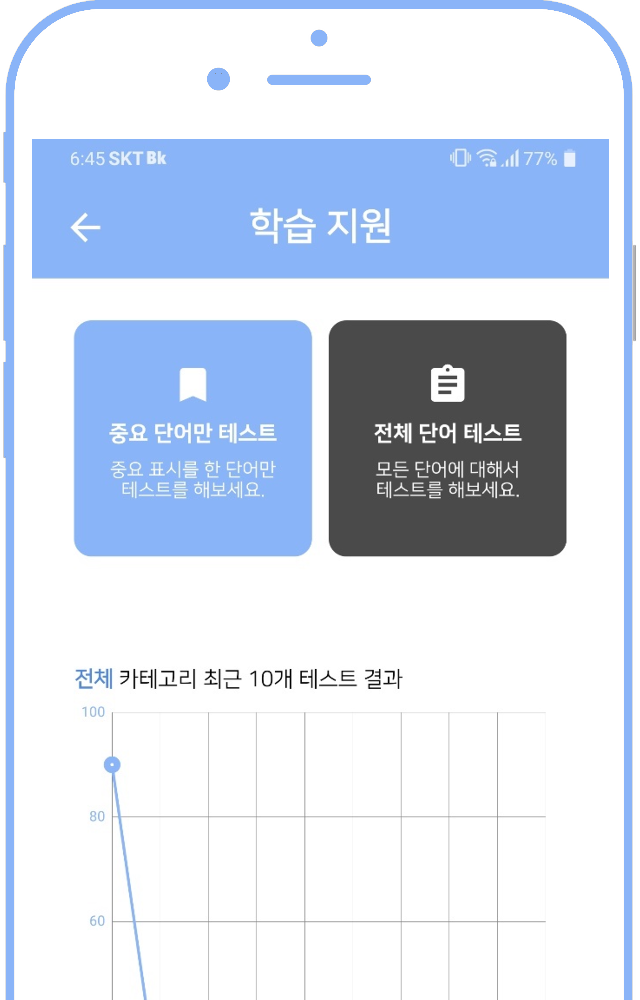 6:45 SKT Bk 77%
학습 지원
중요 단어만 테스트
중요 표시를 한 단어만
테스트를 해보세요.
전체 단어 테스트
모든 단어에 대해서
테스트를 해보세요.
전체 카테고리 최근 10개 테스트 결과
100
80
60